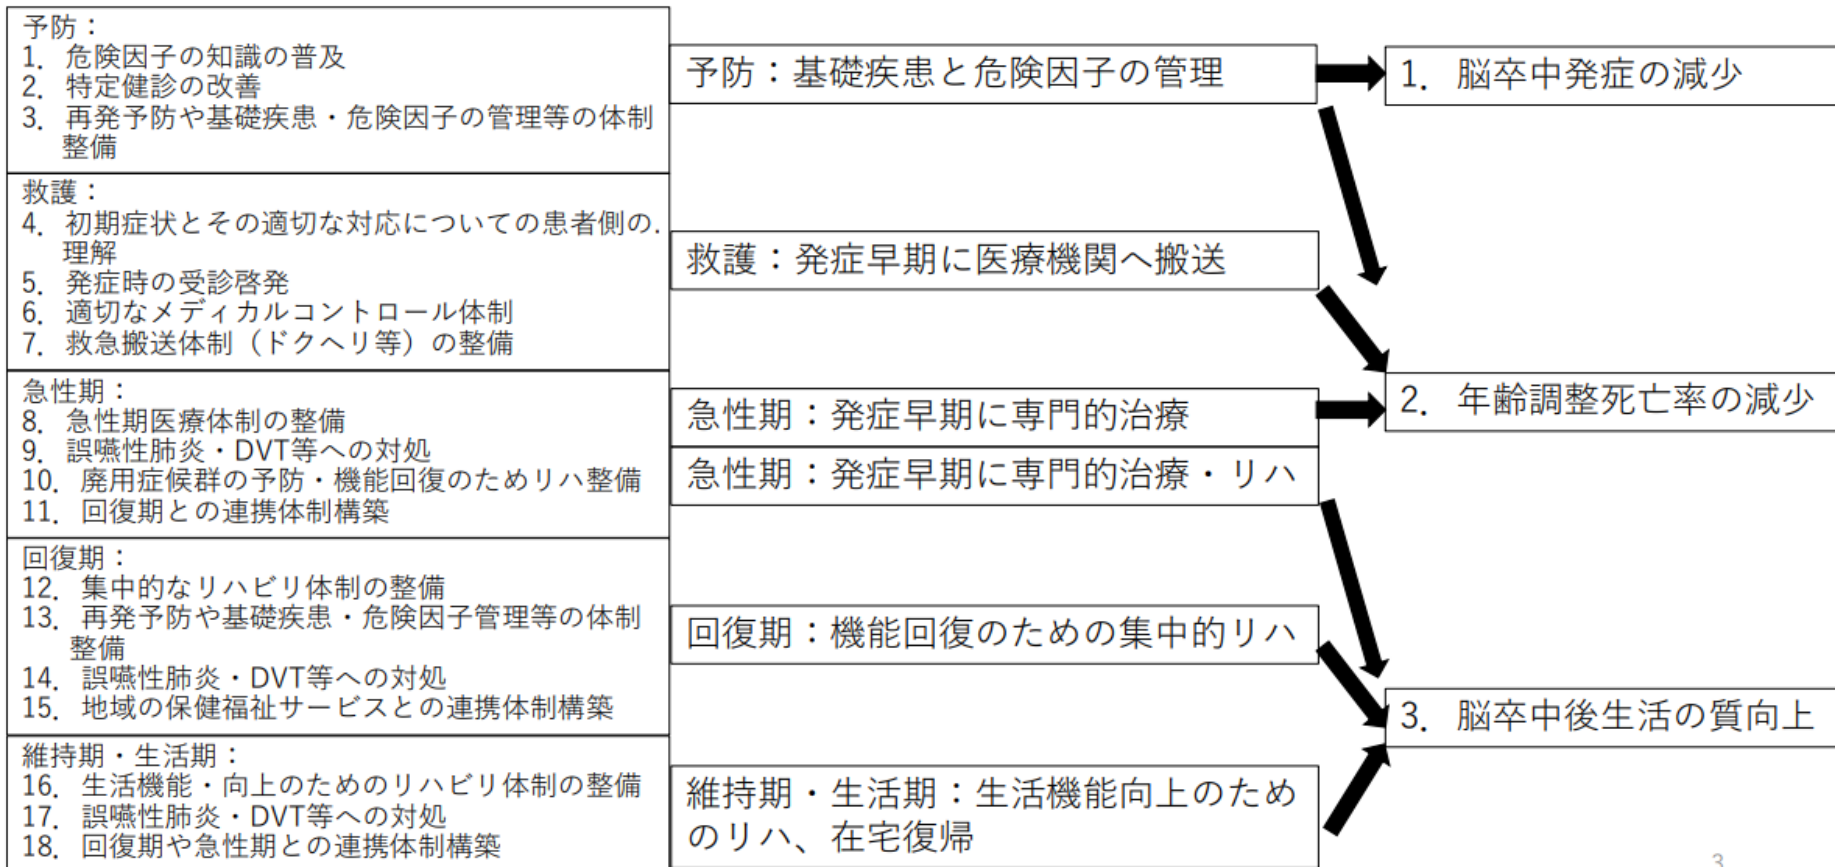 予防：
1．危険因子の知識の普及
2．特定健診の改善
3．再発予防や基礎疾患・危険因子の管理等の体制
整備
救護：
4．初期症状とその適切な対応についての患者側の.
理解
5．発症時の受診啓発
6．適切なメディカルコントロール体制
7．救急搬送体制（ドクヘリ等）の整備
急性期：
8．急性期医療体制の整備
9．誤嚥性肺炎・DVT等への対処
10．廃用症候群の予防・機能回復のためリハ整備
11．回復期との連携体制構築
回復期：
12．集中的なリハビリ体制の整備
13．再発予防や基礎疾患・危険因子管理等の体制
整備
14．誤嚥性肺炎・DVT等への対処
15．地域の保健福祉サービスとの連携体制構築
維持期・生活期：
16．生活機能・向上のためのリハビリ体制の整備
17．誤嚥性肺炎・DVT等への対処
18．回復期や急性期との連携体制構築
予防：基礎疾患と危険因子の管理
救護：発症早期に医療機関へ搬送
急性期：発症早期に専門的治療
急性期：発症早期に専門的治療・リハ
回復期：機能回復のための集中的リハ
維持期・生活期：生活機能向上のため
のリハ、在宅復帰
1．脳卒中発症の減少
2．年齢調整死亡率の減少
3．脳卒中後生活の質向上
3